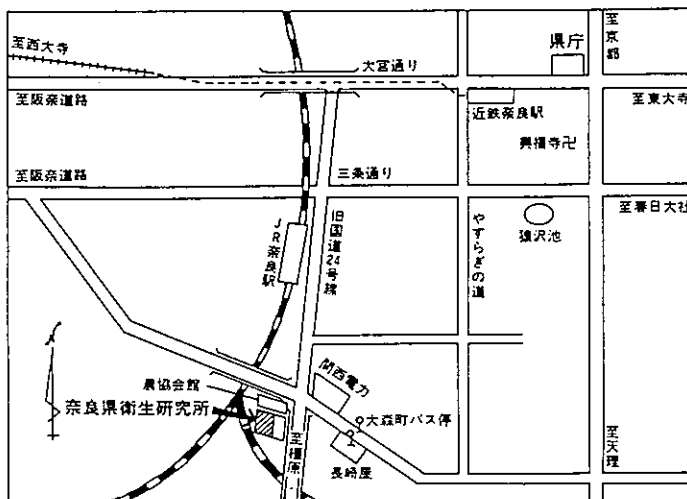 至西大寺
大宮通り
県庁
至京都
至阪奈道路
近鉄奈良駅
至東大寺
興福寺卍
至阪奈道路
三条通り
至春日大社
猿沢池
JR奈良駅
旧国道24号線
やすらぎの道
関西電力
農協会館
奈良県衛生研究所
大森町バス停
至橿原
長崎屋
至天理